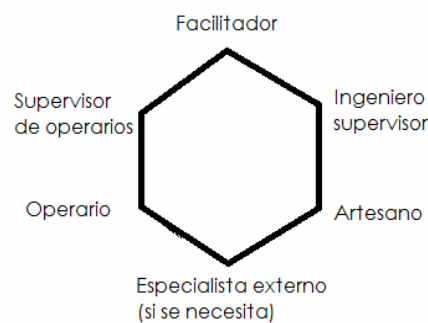 Facilitador
Supervisor
de operarios
Ingeniero
supervisor
Operario
Artesano
Especialista externo
(si se necesita)